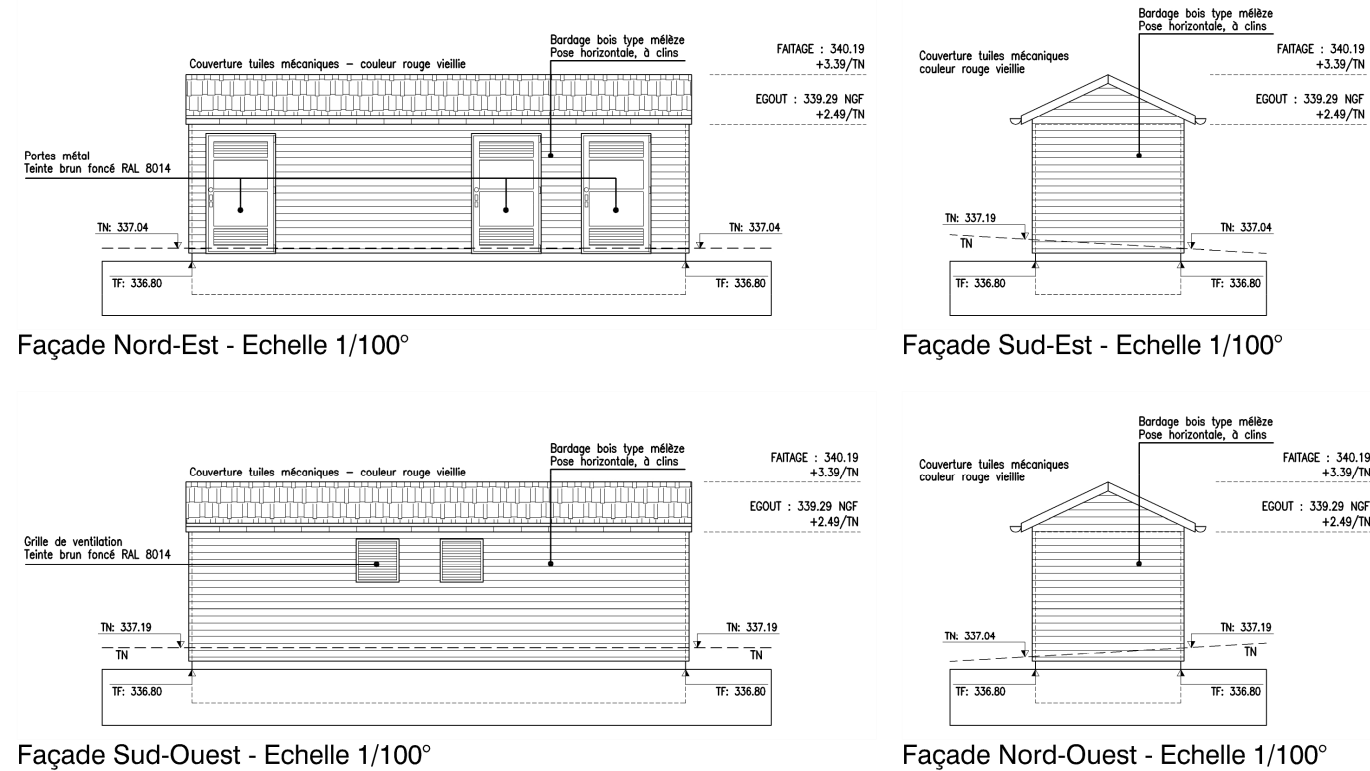 Bardage bois type mélèze
Pose horizontale, à clins
Couverture tuiles mécaniques – couleur rouge vieillie
FAITAGE : 340.19
+3.39/TN
EGOUT : 339.29 NGF
+2.49/TN
Portes métal
Teinte brun foncé RAL 8014
TN: 337.04
TN: 337.04
TF: 336.80
TF: 336.80
Façade Nord-Est - Echelle 1/100°
Bardage bois type mélèze
Pose horizontale, à clins
Couverture tuiles mécaniques
couleur rouge vieillie
FAITAGE : 340.19
+3.39/TN
EGOUT : 339.29 NGF
+2.49/TN
TN: 337.19
TN
TN: 337.04
TF: 336.80
TF: 336.80
Façade Sud-Est - Echelle 1/100°
Bardage bois type mélèze
Pose horizontale, à clins
Couverture tuiles mécaniques – couleur rouge vieillie
FAITAGE : 340.19
+3.39/TN
EGOUT : 339.29 NGF
+2.49/TN
Grille de ventilation
Teinte brun foncé RAL 8014
TN: 337.19
TN
TN: 337.19
TN
TF: 336.80
TF: 336.80
Façade Sud-Ouest - Echelle 1/100°
Bardage bois type mélèze
Pose horizontale, à clins
Couverture tuiles mécaniques
couleur rouge vieillie
FAITAGE : 340.19
+3.39/TN
EGOUT : 339.29 NGF
+2.49/TN
TN: 337.04
TN: 337.19
TN
TF: 336.80
TF: 336.80
Façade Nord-Ouest - Echelle 1/100°